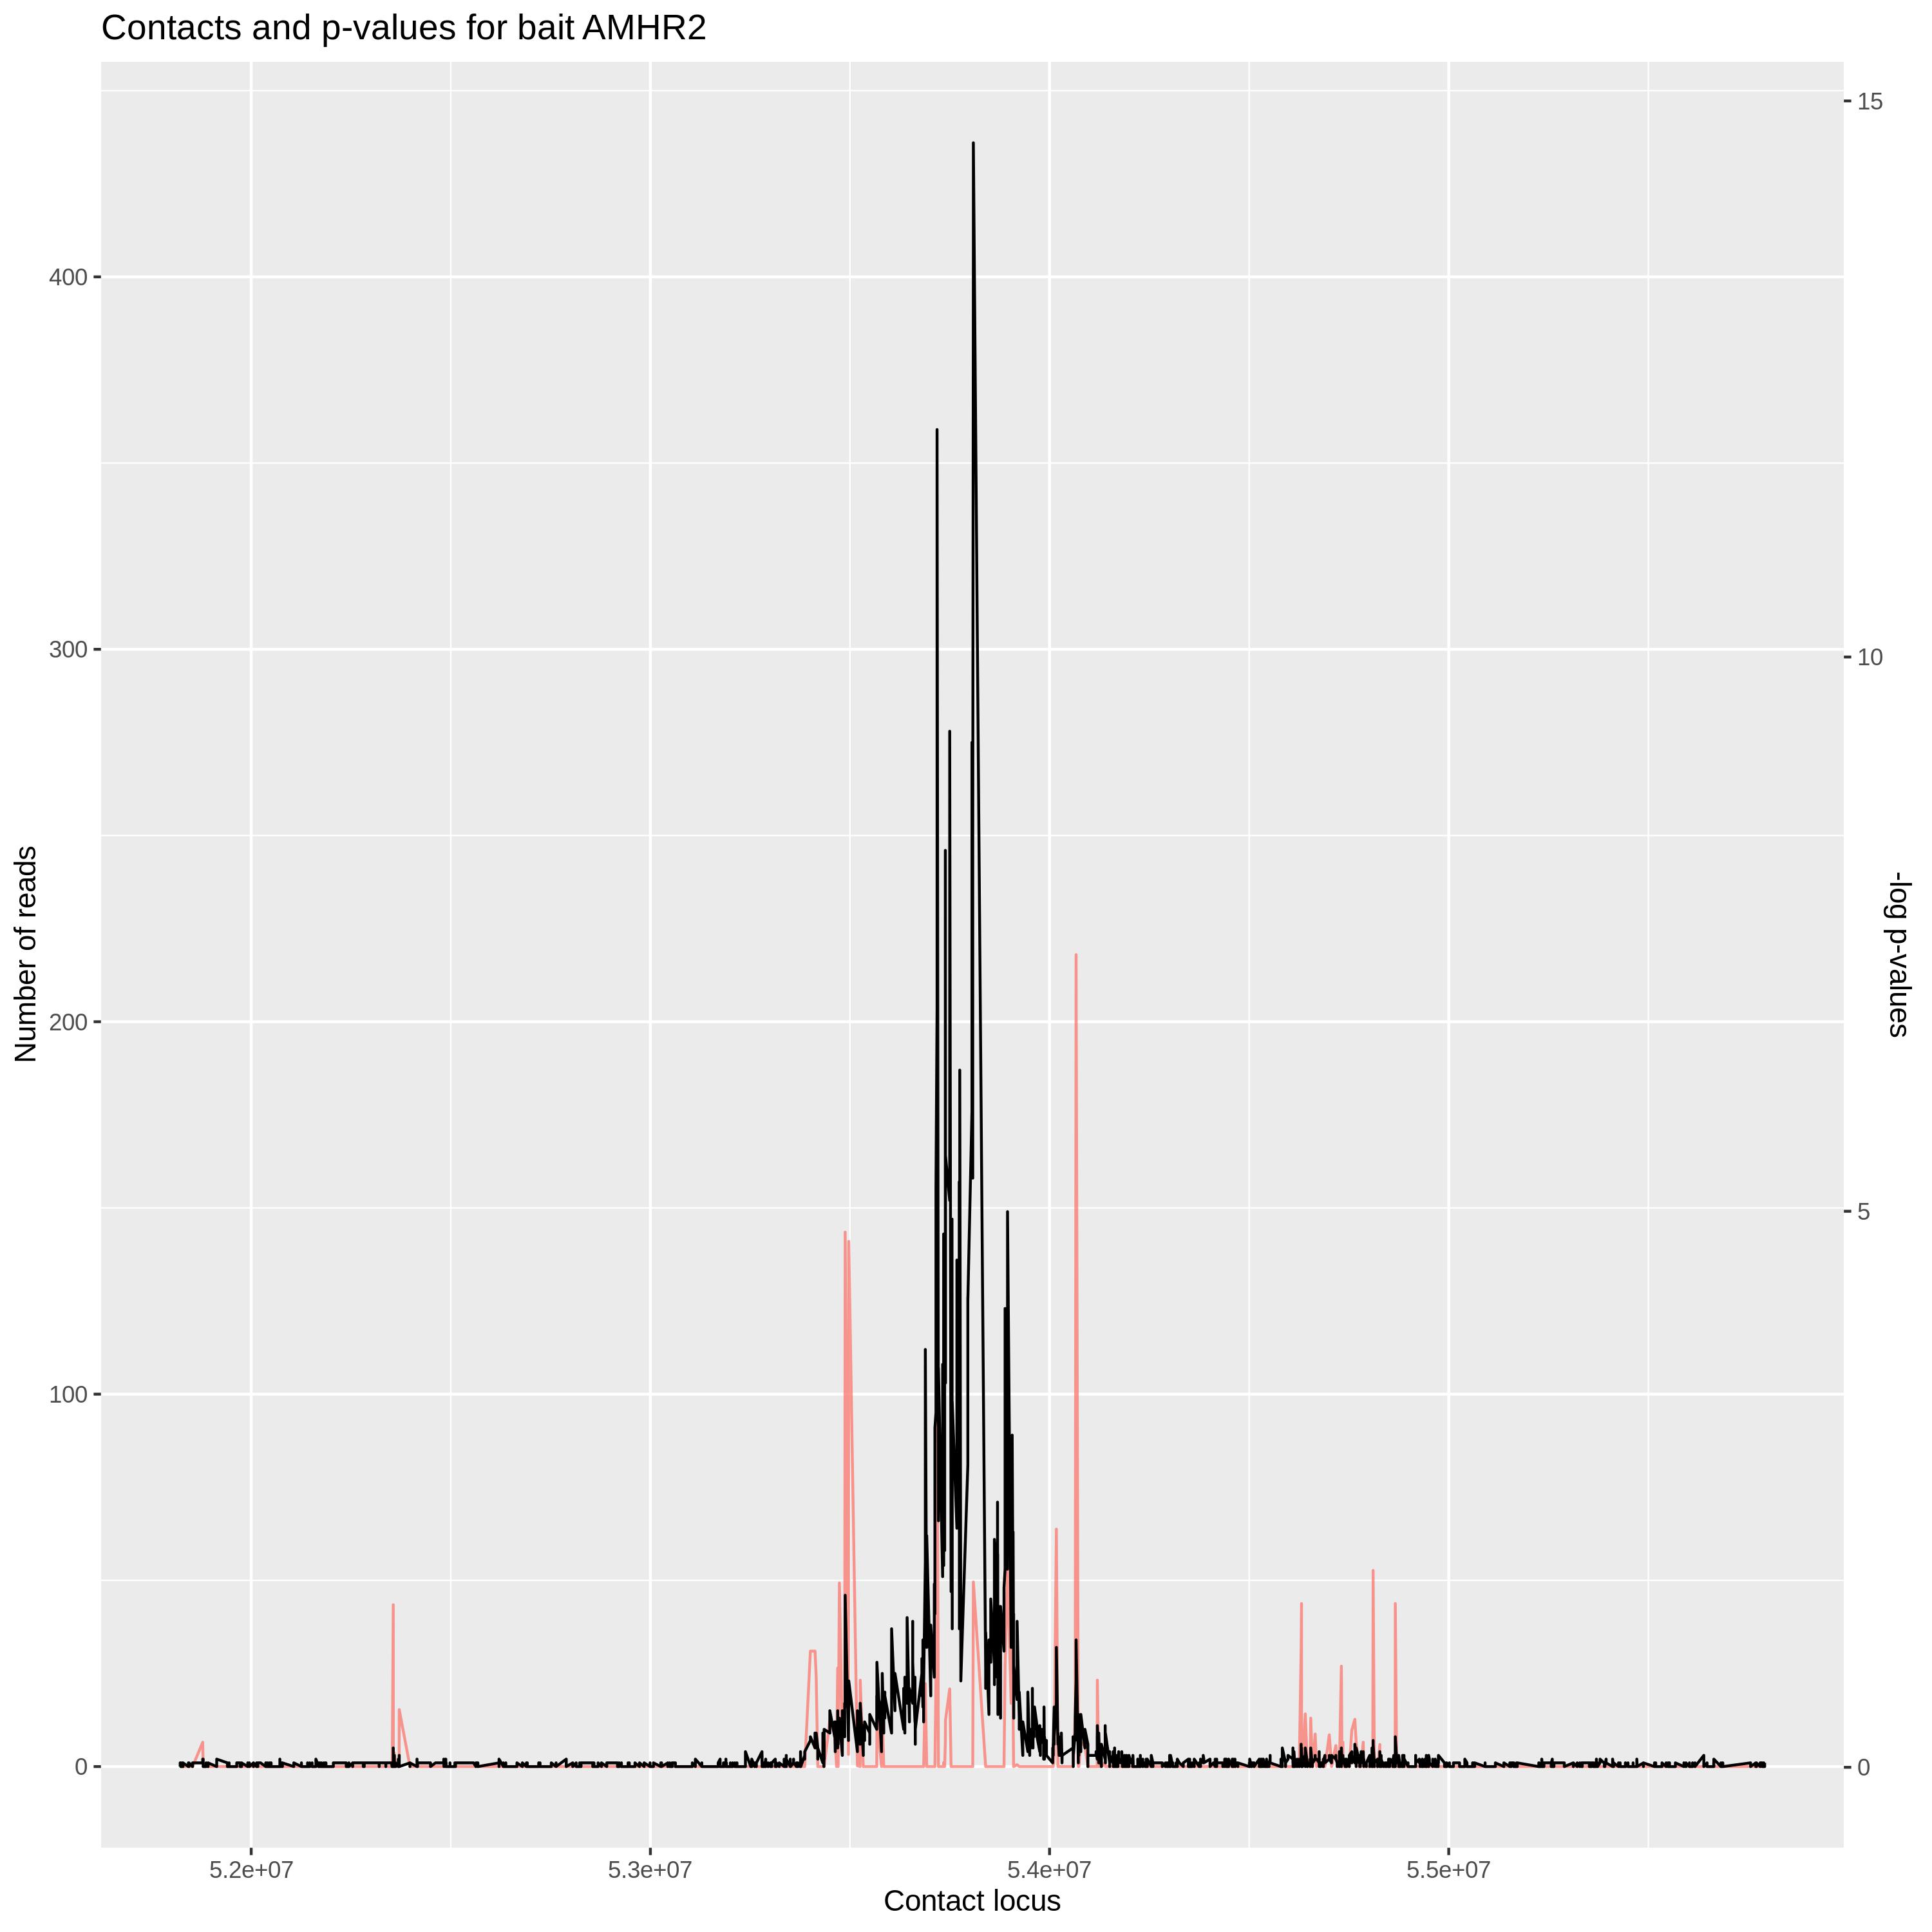 Contacts and p-values for bait AMHR2
400
300
200
100
0
15
10
5
0
Number of reads
-log p-values
5.2e+07
5.3e+07
5.4e+07
5.5e+07
Contact locus